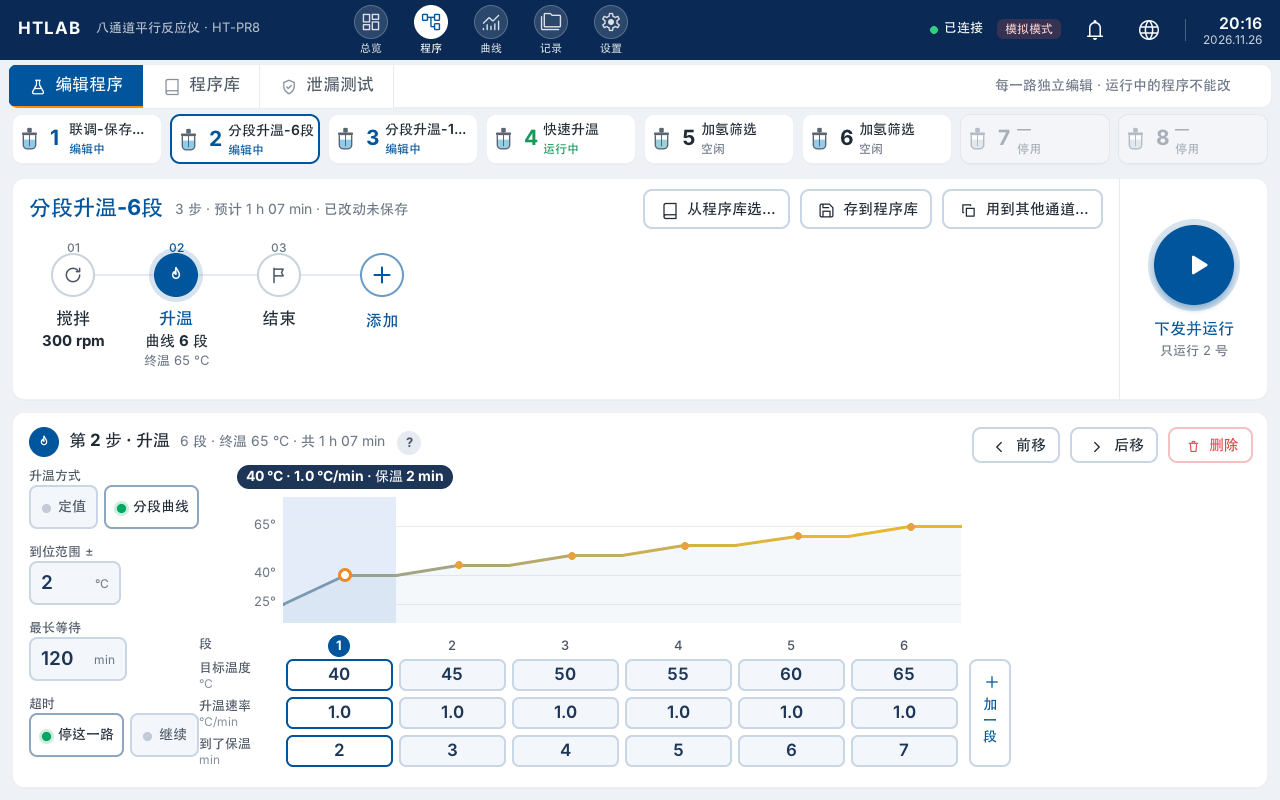 HTLAB 八通道平行反应仪 · HT-PR8
总览 程序 曲线 记录 设置
已连接 模拟模式
20:16
2026.11.26
编辑程序 程序库 泄漏测试
每一路独立编辑 · 运行中的程序不能改
1 联调-保存... 编辑中
2 分段升温-6段 编辑中
3 分段升温-1... 编辑中
4 快速升温 运行中
5 加氢筛选 空闲
6 加氢筛选 空闲
7 — 停用
8 — 停用
分段升温-6段 3 步 · 预计 1 h 07 min · 已改动未保存
从程序库选... 存到程序库 用到其他通道...
01 02 03
搅拌 升温 结束 添加
300 rpm 曲线 6 段
终温 65 °C
下发并运行
只运行 2 号
第 2 步 · 升温 6 段 · 终温 65 °C · 共 1 h 07 min ?
前移 后移 删除
升温方式
定值 分段曲线
到位范围 ±
2 °C
最长等待
120 min
超时
停这一路 继续
40 °C · 1.0 °C/min · 保温 2 min
65°
40°
25°
段 1 2 3 4 5 6
目标温度 °C 40 45 50 55 60 65
升温速率 °C/min 1.0 1.0 1.0 1.0 1.0 1.0
到了保温 min 2 3 4 5 6 7
加一段